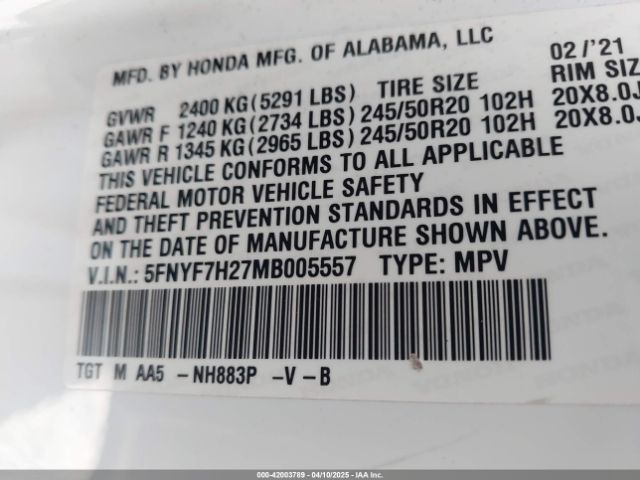 MFD. BY HONDA MFG. OF ALABAMA, LLC 02/'21
GVWR 2400 KG (5291 LBS) TIRE SIZE RIM SIZ
GAWR F 1240 KG (2734 LBS) 245/50R20 102H 20X8.0J
GAWR R 1345 KG (2965 LBS) 245/50R20 102H 20X8.0J
THIS VEHICLE CONFORMS TO ALL APPLICABLE
FEDERAL MOTOR VEHICLE SAFETY
AND THEFT PREVENTION STANDARDS IN EFFECT
ON THE DATE OF MANUFACTURE SHOWN ABOVE.
V.I.N.: 5FNYF7H27MB005557 TYPE: MPV
TGT M AA5 -NH883P -V -B
000-42003789 - 04/10/2025 - IAA Inc.